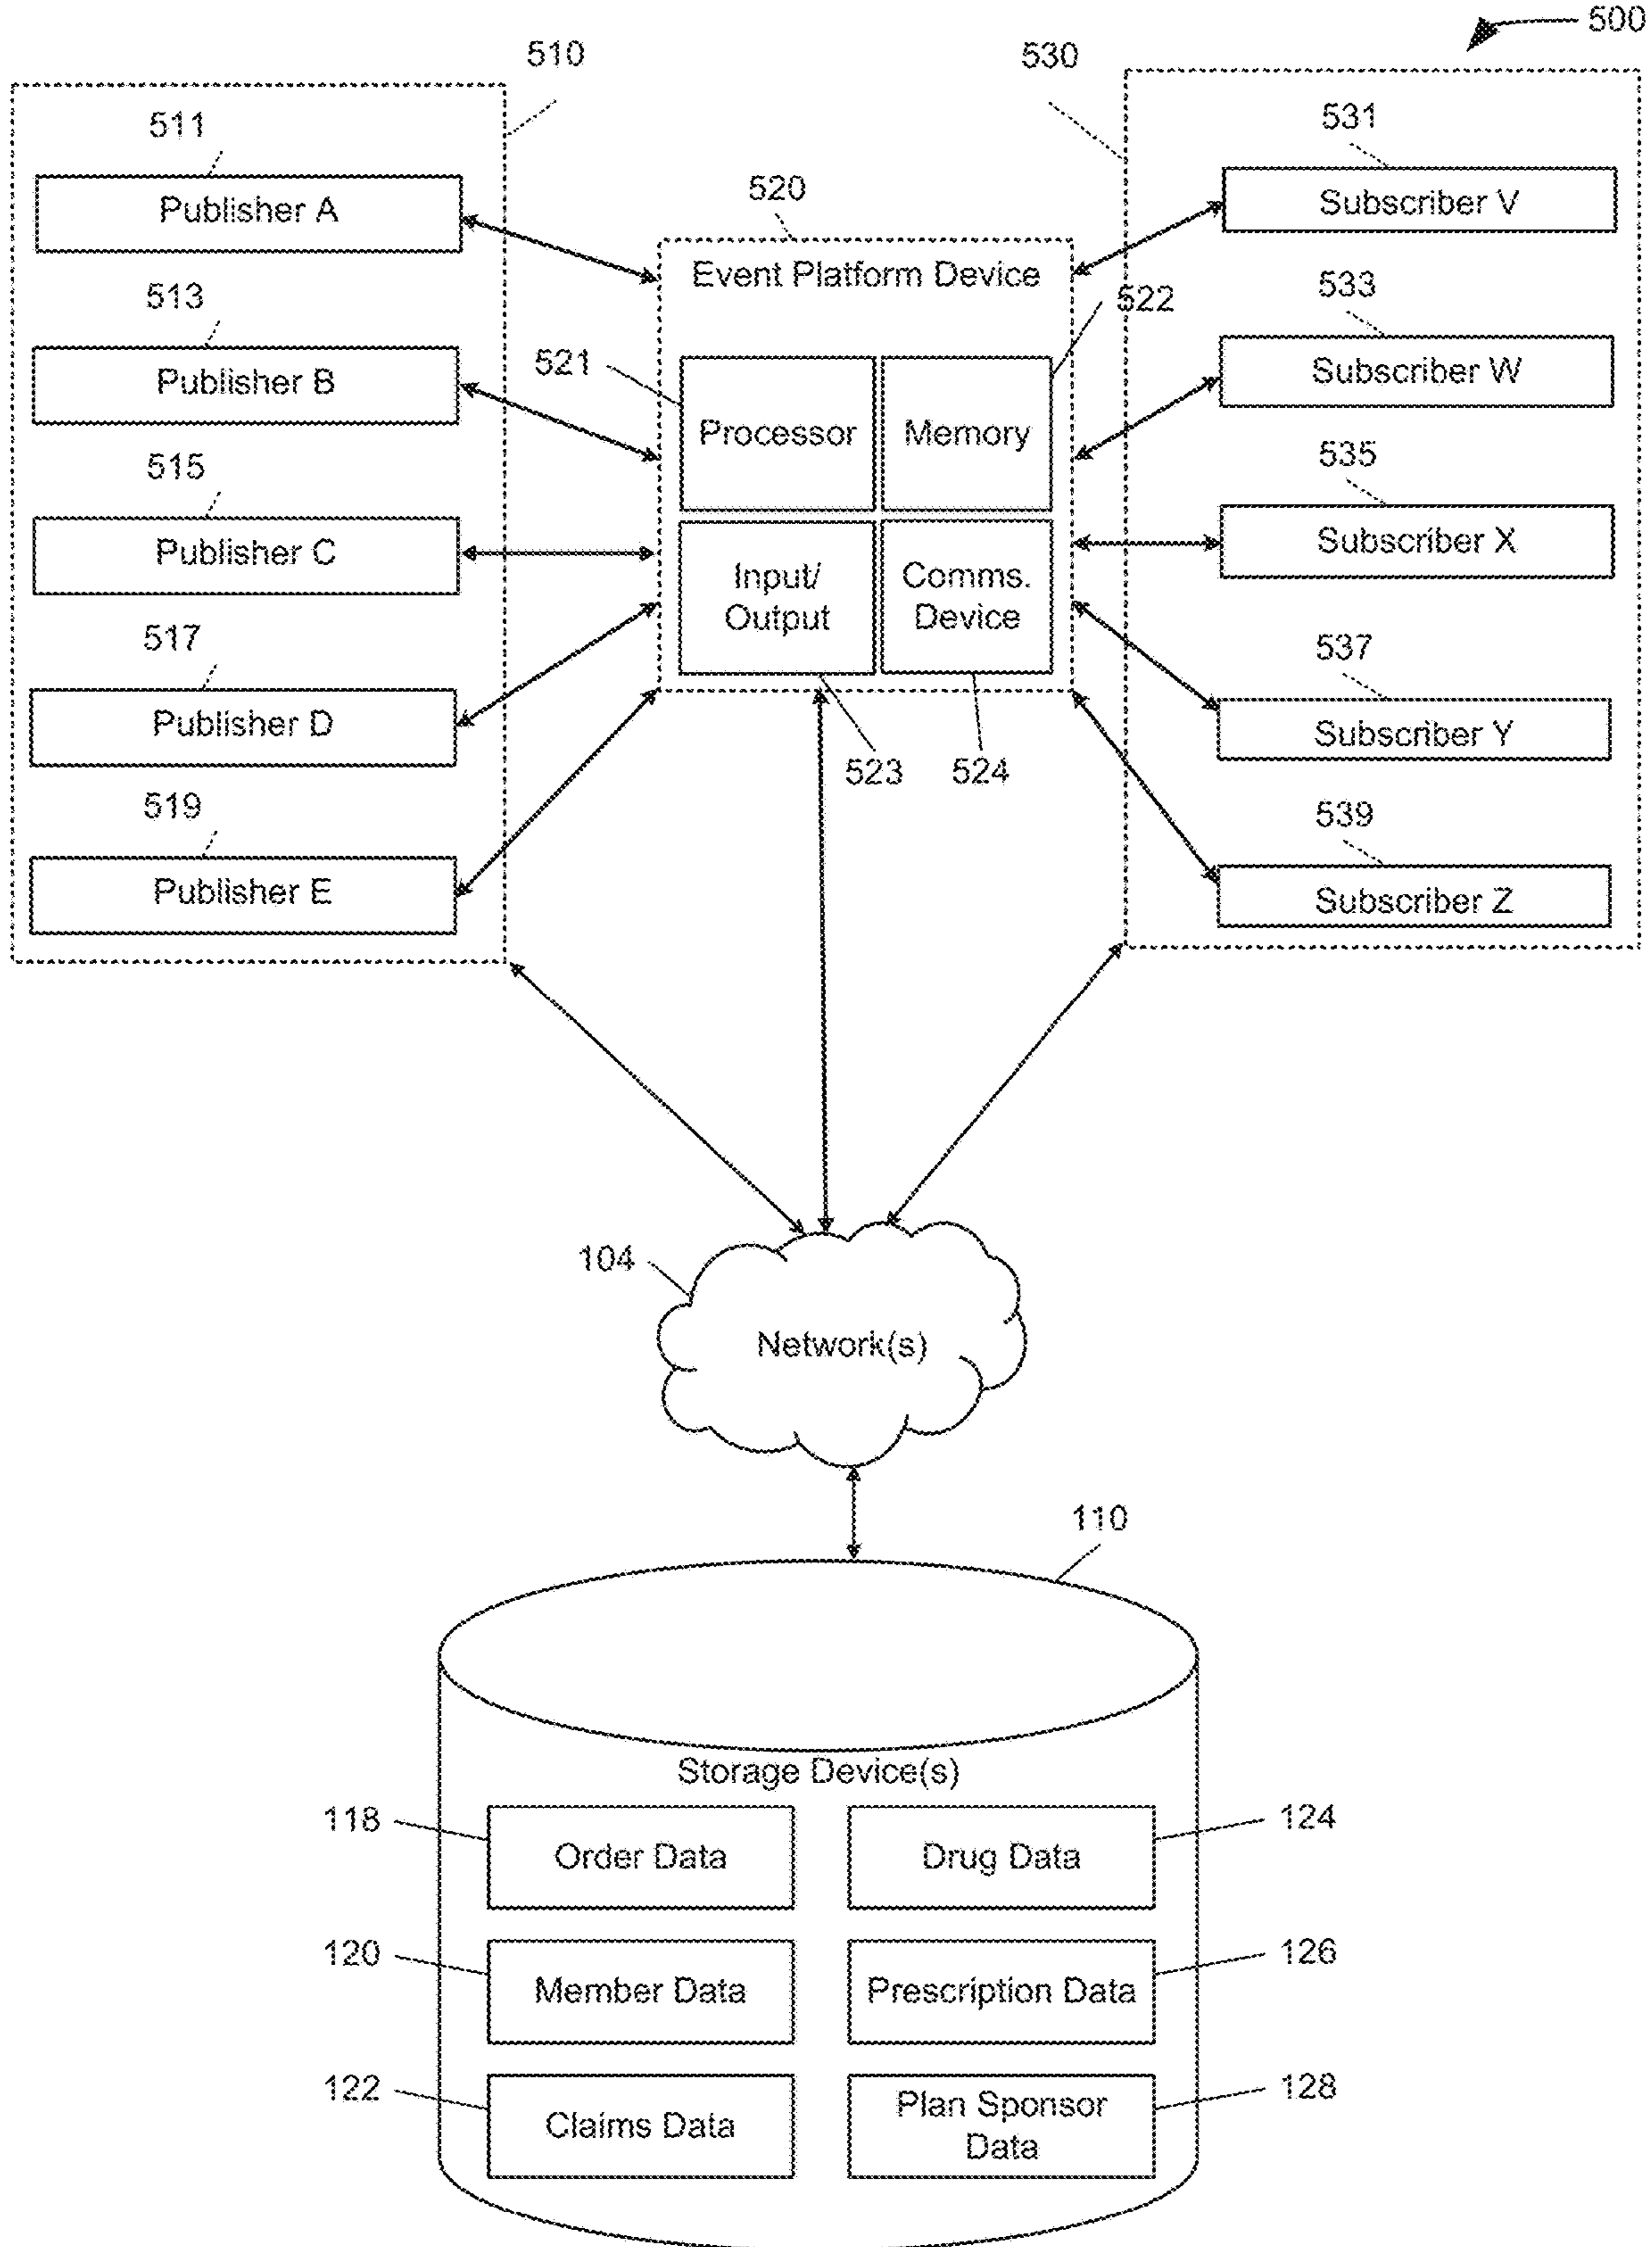 500
510
530
511
Publisher A
513
Publisher B
515
Publisher C
517
Publisher D
519
Publisher E
520
Event Platform Device
521
522
Processor
Memory
Input/
Output
Comms.
Device
523
524
531
Subscriber V
533
Subscriber W
535
Subscriber X
537
Subscriber Y
539
Subscriber Z
104
Network(s)
110
Storage Device(s)
118
Order Data
Drug Data
124
120
Member Data
Prescription Data
126
122
Claims Data
Plan Sponsor
Data
128